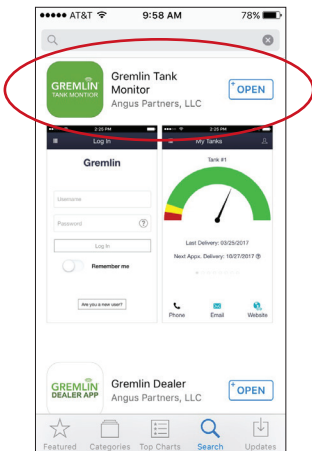 AT&T 9:58 AM 78%
GREMLIN
TANK MONTIOR
Gremlin Tank
Monitor
Angus Partners, LLC
+ OPEN
2:25 PM
Log In
Gremlin
Username
Password ?
Log In
Remember me
Are you a new user?
2:25 PM
My Tanks
Tank #1
Last Delivery: 03/25/2017
Next Appx. Delivery: 10/27/2017 ?
Phone Email Website
GREMLIN
DEALER APP
Gremlin Dealer
Angus Partners, LLC
+ OPEN
Featured Categories Top Charts Search Updates